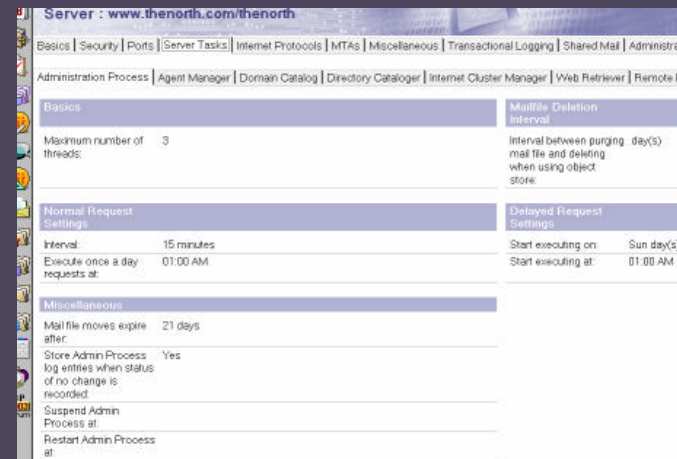 Server : www.thenorth.com/thenorth
Basics | Security | Ports | Server Tasks | Internet Protocols | MTAs | Miscellaneous | Transactional Logging | Shared Mail | Administra
Administration Process | Agent Manager | Domain Catalog | Directory Cataloger | Internet Cluster Manager | Web Retriever | Remote
Basics
Maximum number of threads: 3
Mailfile Deletion
Interval
Interval between purging day(s)
mail file and deleting
when using object
store:
Normal Request
Settings
Interval: 15 minutes
Execute once a day 01:00 AM
requests at:
Delayed Request
Settings
Start executing on: Sun day(s)
Start executing at: 01:00 AM
Miscellaneous
Mail file moves expire 21 days
after:
Store Admin Process Yes
log entries when status
of no change is
recorded:
Suspend Admin
Process at:
Restart Admin Process
at: